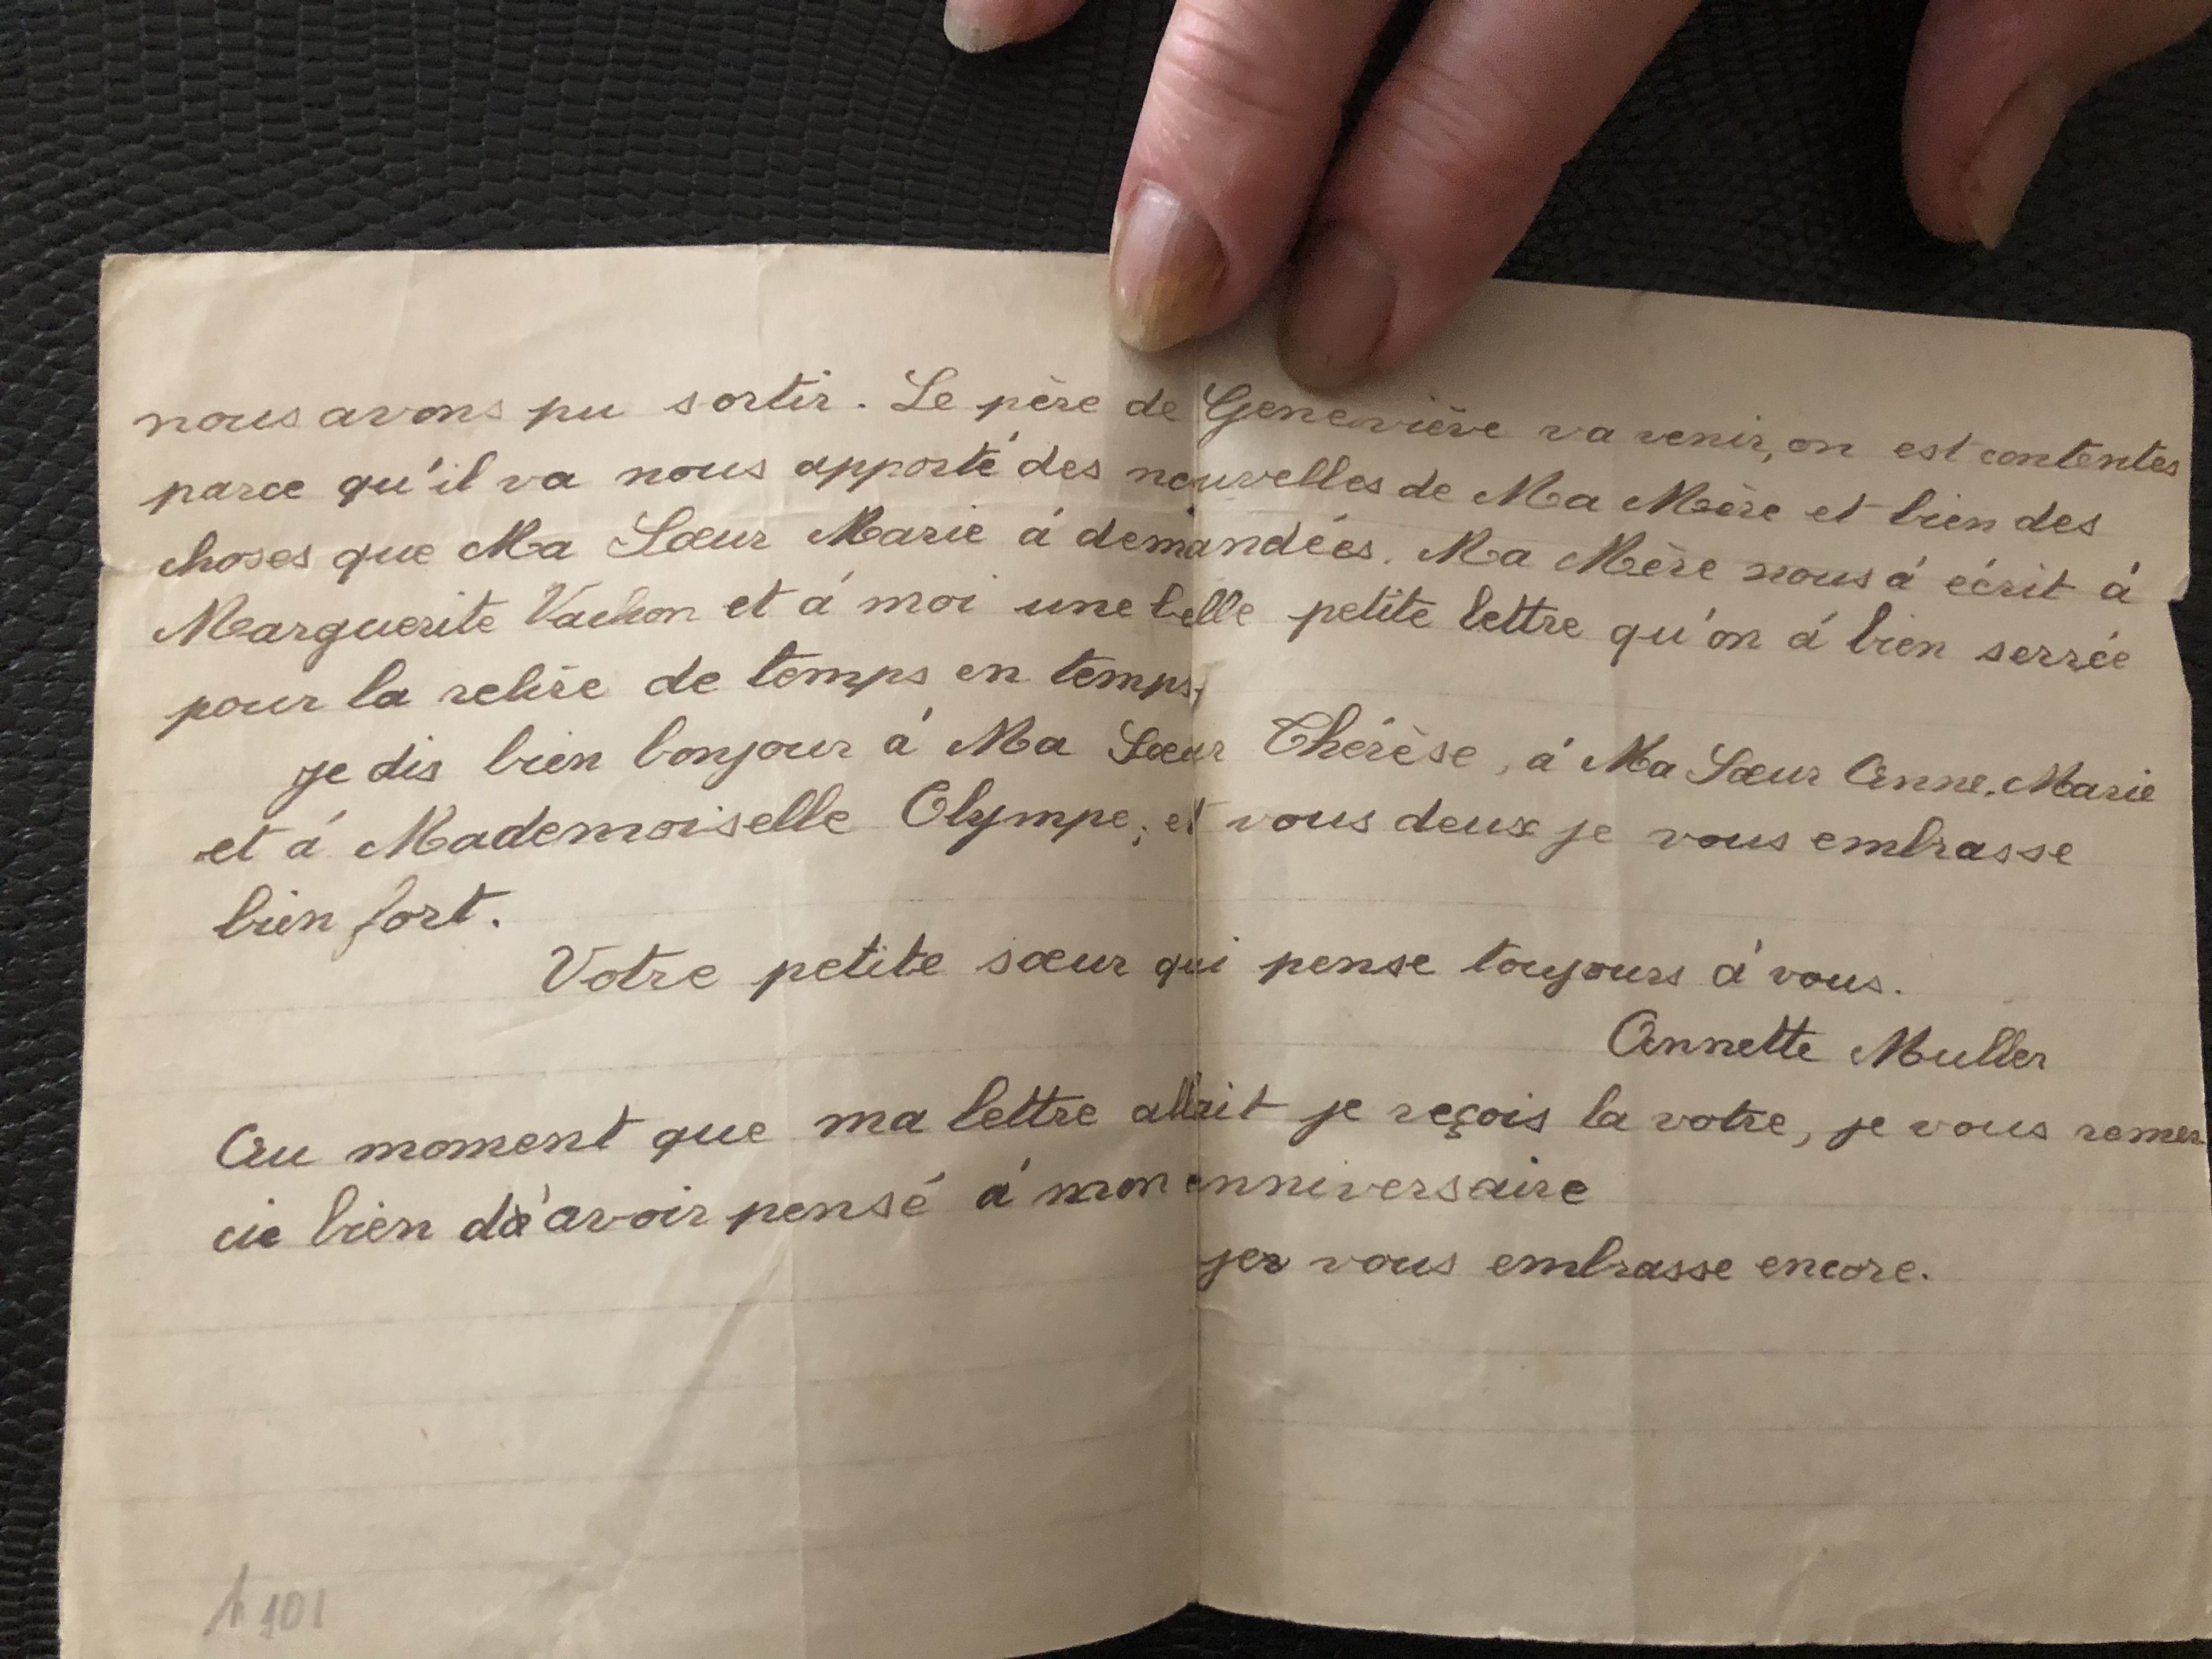 nous avons pu sortir. Le père de Geneviève va venir, on est contentes
parce qu'il va nous apporté des nouvelles de Ma Mère et bien des
choses que Ma Sœur Marie á demandées. Ma Mère nous á écrit á
Marguerite Vachon et á moi une belle petite lettre qu'on á bien serrée
pour la relire de temps en temps.
je dis bien bonjour á Ma Sœur Thérèse, á Ma Sœur Anne.Marie
et á Mademoiselle Olympe; et vous deux je vous embrasse
bien fort.
Votre petite sœur qui pense toujours á vous.
Annette Muller
Au moment que ma lettre allait je reçois la votre, je vous remer
cie bien d'avoir pensé á mon enniversaire
je vous embrasse encore.
101